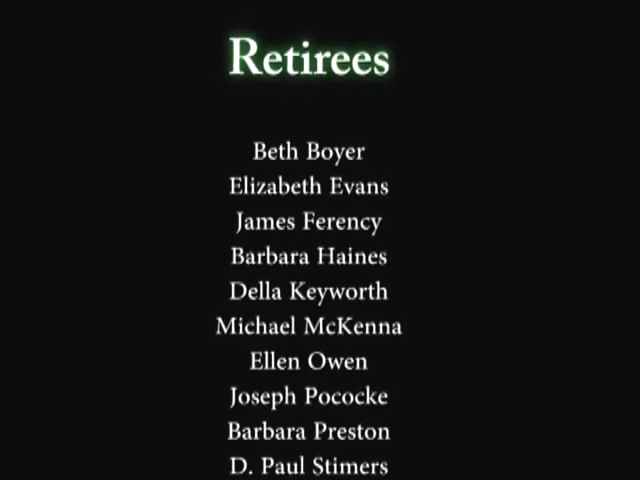 Retirees
Beth Boyer
Elizabeth Evans
James Ferency
Barbara Haines
Della Keyworth
Michael McKenna
Ellen Owen
Joseph Pococke
Barbara Preston
D. Paul Stimers